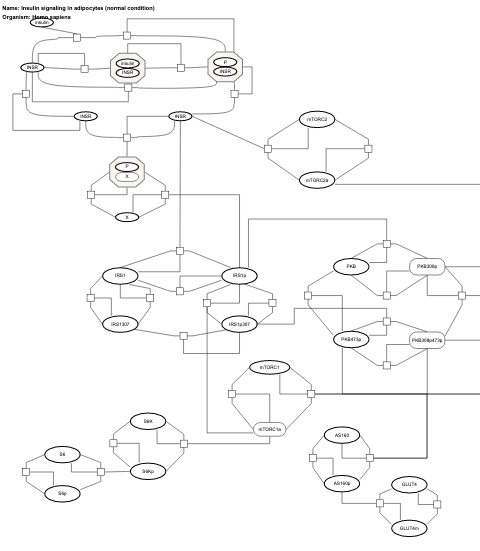 Name: Insulin signaling in adipocytes (normal condition)
Organism: Homo sapiens
insulin
INSR
insulin
INSR
P
INSR
INSR
INSR
mTORC2
mTORC2a
P
X
X
IRS1
IRS1p
IRS1307
IRS1p307
PKB
PKB308p
PKB473p
PKB308p473p
mTORC1
mTORC1a
S6K
S6Kp
S6
S6p
AS160
AS160p
GLUT4
GLUT4m